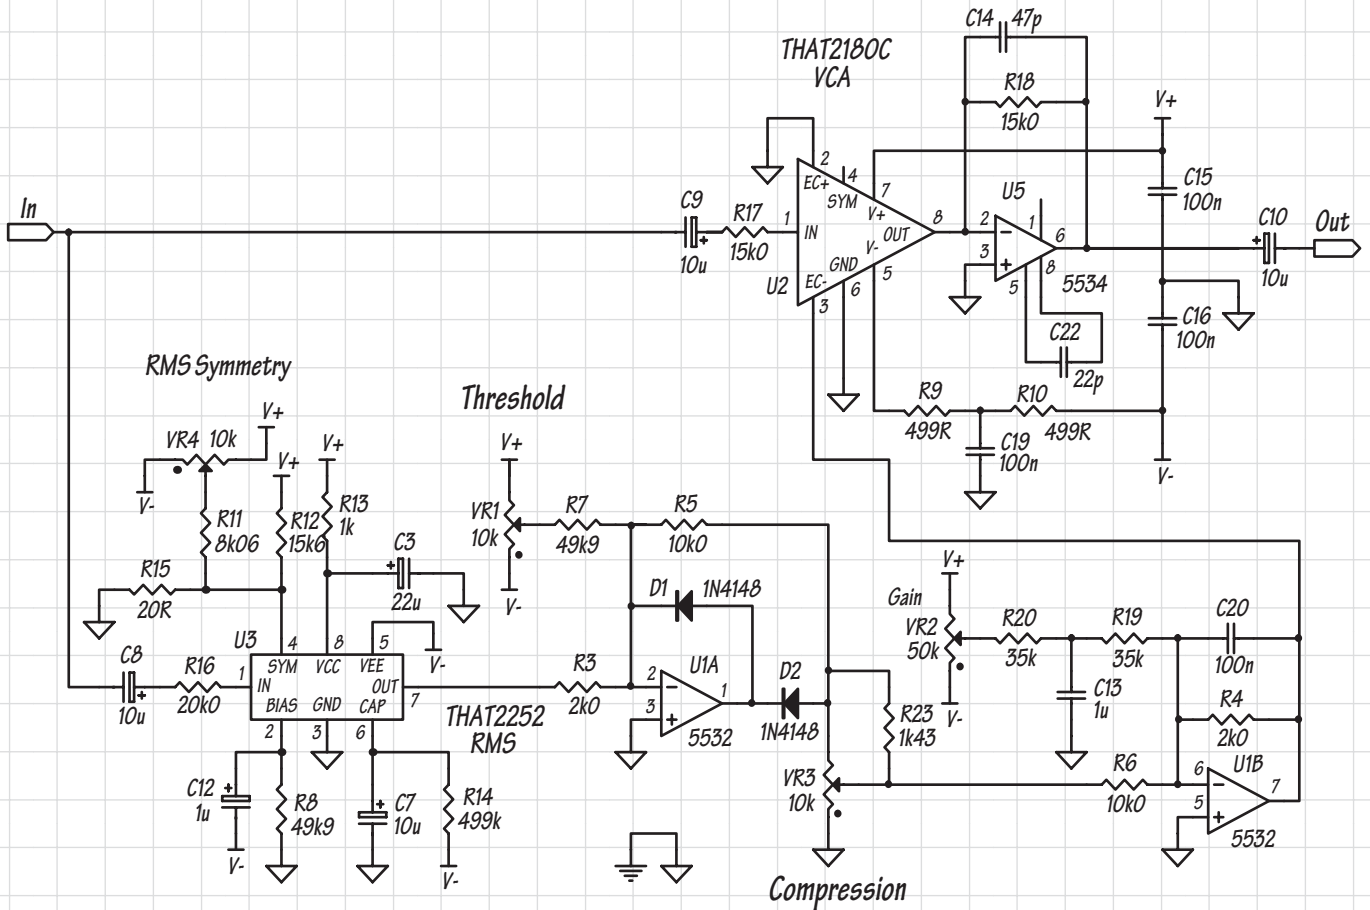 C14 47p
THAT2180C
VCA
R18
15k0
V+
2
EC+
4
SYM
7
V+
C15
100n
U5
In
C9
10u
R17
15k0
1
IN
OUT
8
V-
GND
EC-
U2
3
6
5
2
3
1
6
8
5
5534
C10
10u
Out
C16
100n
C22
22p
RMS Symmetry
Threshold
R9
499R
R10
499R
C19
100n
V-
VR4 10k
V+
V-
V+
V+
R11
8k06
R12
15k6
R13
1k
R15
20R
C3
22u
V+
VR1
10k
V-
R7
49k9
R5
10k0
D1 1N4148
U3
4
8
5
V-
SYM VCC VEE
1
IN
OUT
7
BIAS GND CAP
2
3
6
C8
10u
R16
20k0
THAT2252
RMS
R3
2k0
U1A
2
3
1
5532
D2
1N4148
V+
Gain
VR2
50k
V-
R20
35k
R19
35k
C20
100n
C13
1u
R4
2k0
R23
1k43
VR3
10k
R6
10k0
U1B
6
5
7
5532
C12
1u
V-
R8
49k9
C7
10u
R14
499k
V-
Compression